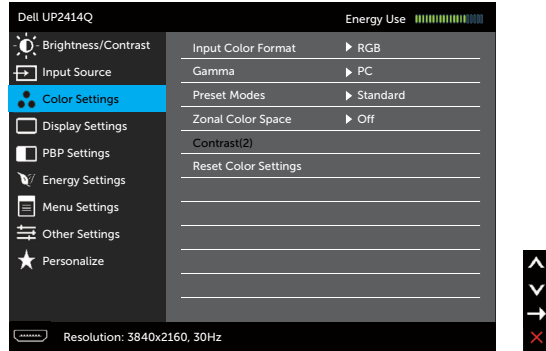 Dell UP2414Q
Energy Use
Brightness/Contrast
Input Source
Color Settings
Display Settings
PBP Settings
Energy Settings
Menu Settings
Other Settings
Personalize
Input Color Format
RGB
Gamma
PC
Preset Modes
Standard
Zonal Color Space
Off
Contrast(2)
Reset Color Settings
Resolution: 3840x2160, 30Hz